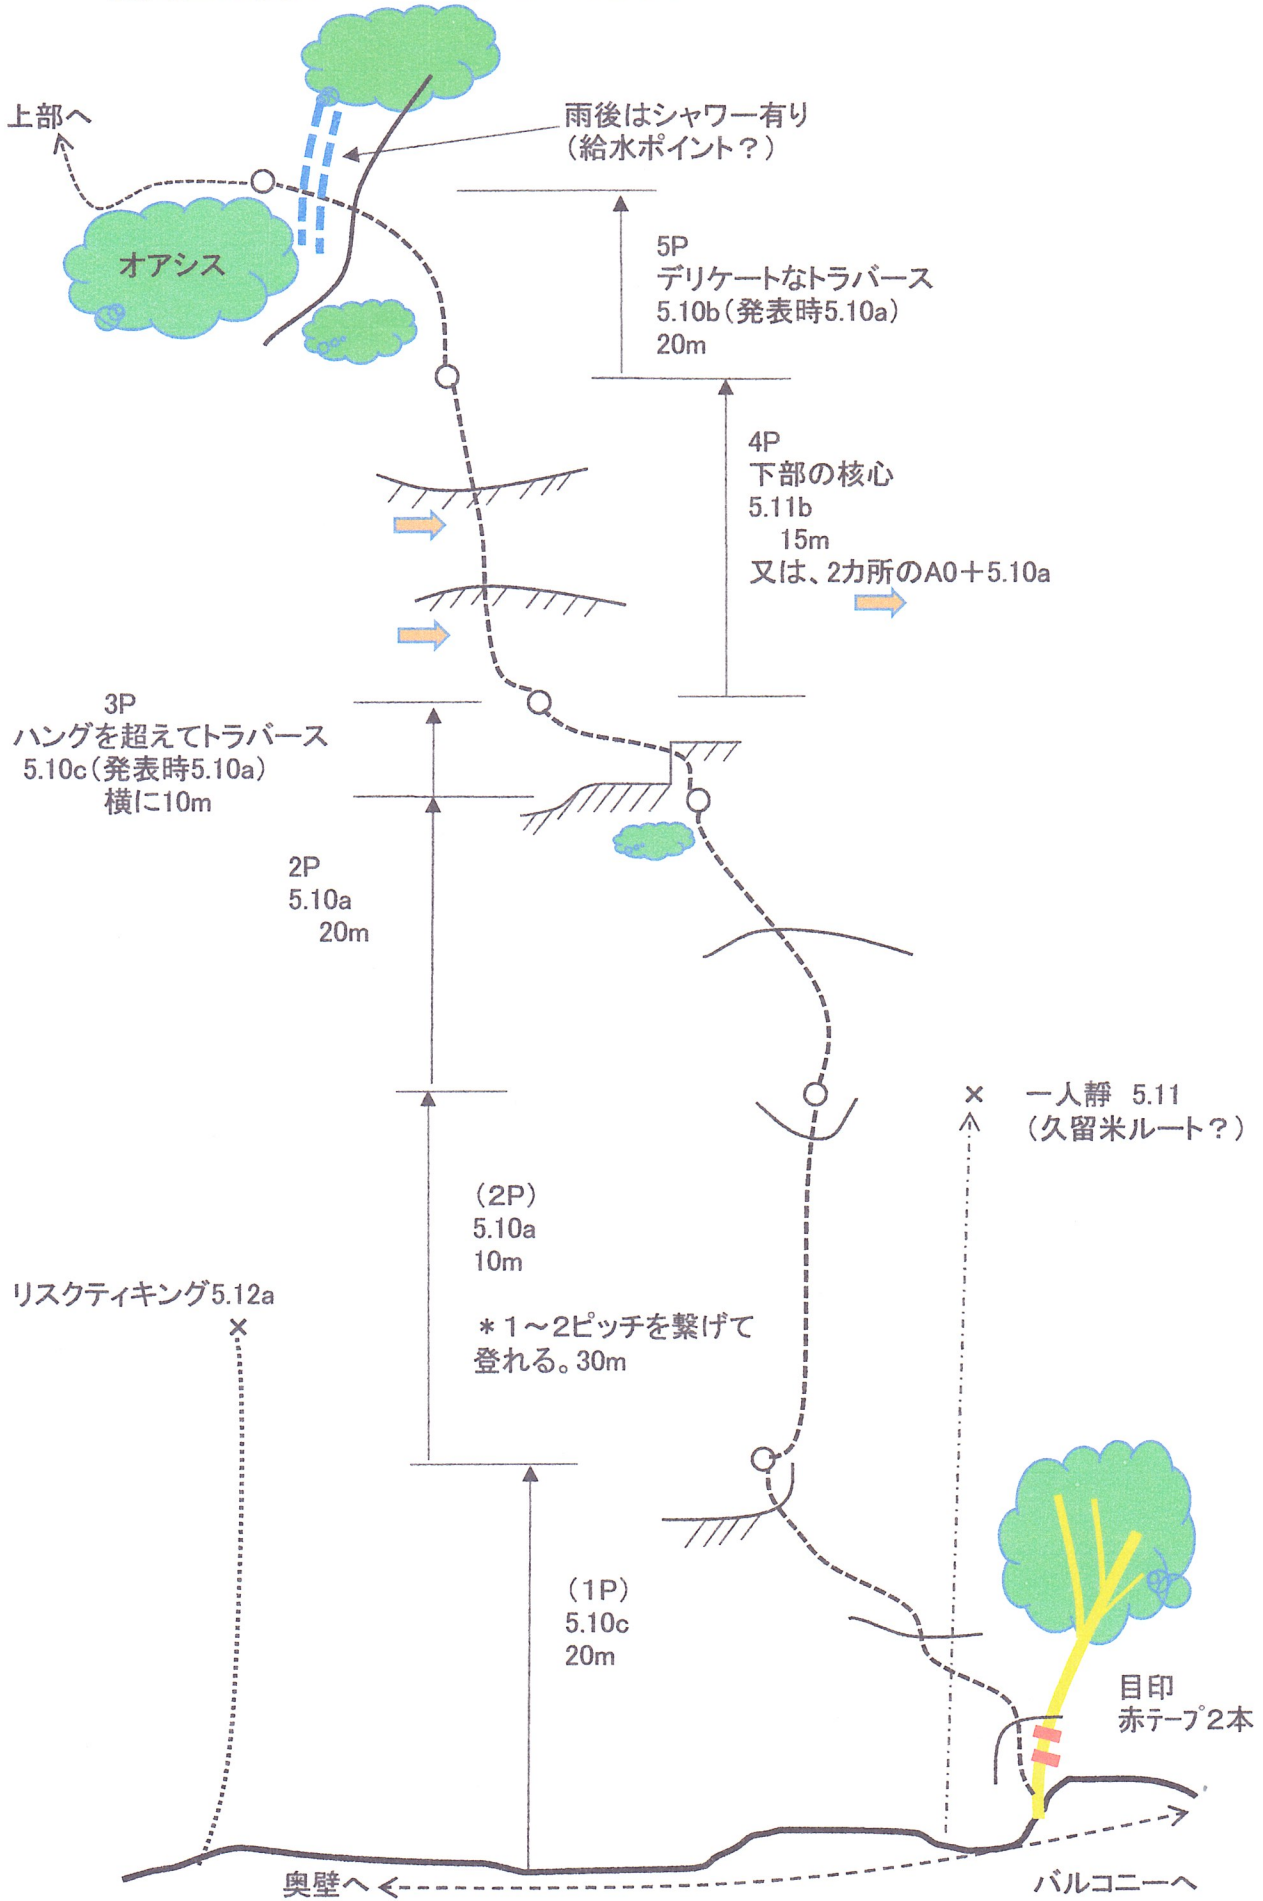 上部へ
雨後はシャワー有り
(給水ポイント?)
オアシス
5P
デリケートなトラバース
5.10b(発表時5.10a)
20m
4P
下部の核心
5.11b
15m
又は、2カ所のA0+5.10a
3P
ハングを超えてトラバース
5.10c(発表時5.10a)
横に10m
2P
5.10a
20m
一人靜 5.11
(久留米ルート?)
(2P)
5.10a
10m
*1~2ピッチを繋げて
登れる。30m
リスクティキング5.12a
(1P)
5.10c
20m
目印
赤テープ2本
奥壁へ
バルコニーへ